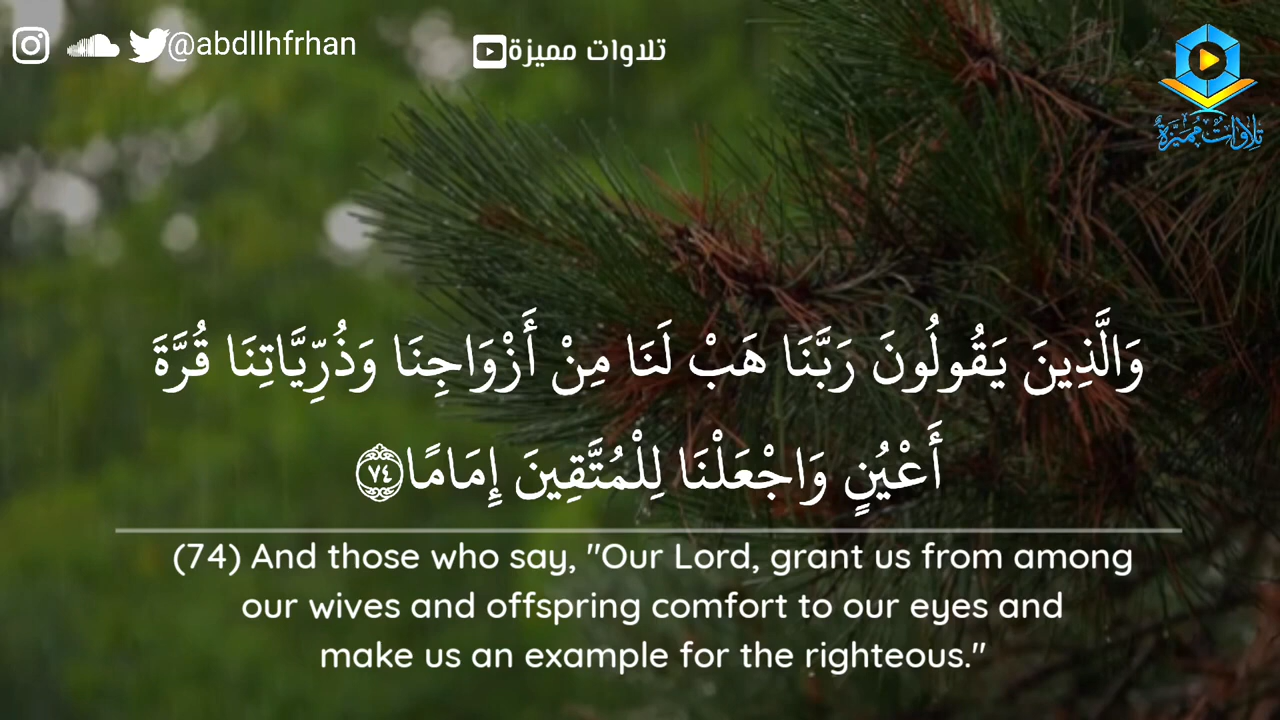 @abdllhfrhan
تلاوات مميزة
تِلَاوَاتٌ مُمَيَّزَةٌ
وَالَّذِينَ يَقُولُونَ رَبَّنَا هَبْ لَنَا مِنْ أَزْوَاجِنَا وَذُرِّيَّاتِنَا قُرَّةَ
أَعْيُنٍ وَاجْعَلْنَا لِلْمُتَّقِينَ إِمَامًا ٧٤
(74) And those who say, "Our Lord, grant us from among
our wives and offspring comfort to our eyes and
make us an example for the righteous."